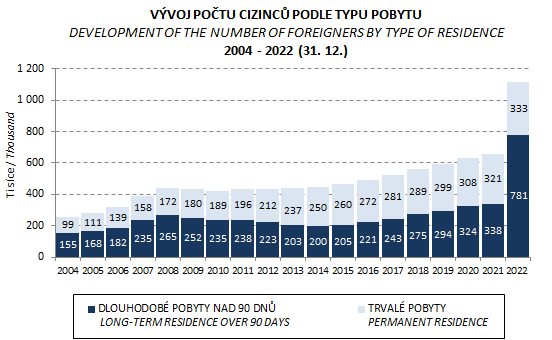 VÝVOJ POČTU CIZINCŮ PODLE TYPU POBYTU
DEVELOPMENT OF THE NUMBER OF FOREIGNERS BY TYPE OF RESIDENCE
2004 - 2022 (31. 12.)
Tisíce / Thousand
1 200
1 000
800
600
400
200
0
99 111 139 158 172 180 189 196 212 237 250 260 272 281 289 299 308 321 333
155 168 182 235 265 252 235 238 223 203 200 205 221 243 275 294 324 338 781
2004 2005 2006 2007 2008 2009 2010 2011 2012 2013 2014 2015 2016 2017 2018 2019 2020 2021 2022
DLOUHODOBÉ POBYTY NAD 90 DNŮ
LONG-TERM RESIDENCE OVER 90 DAYS
TRVALÉ POBYTY
PERMANENT RESIDENCE